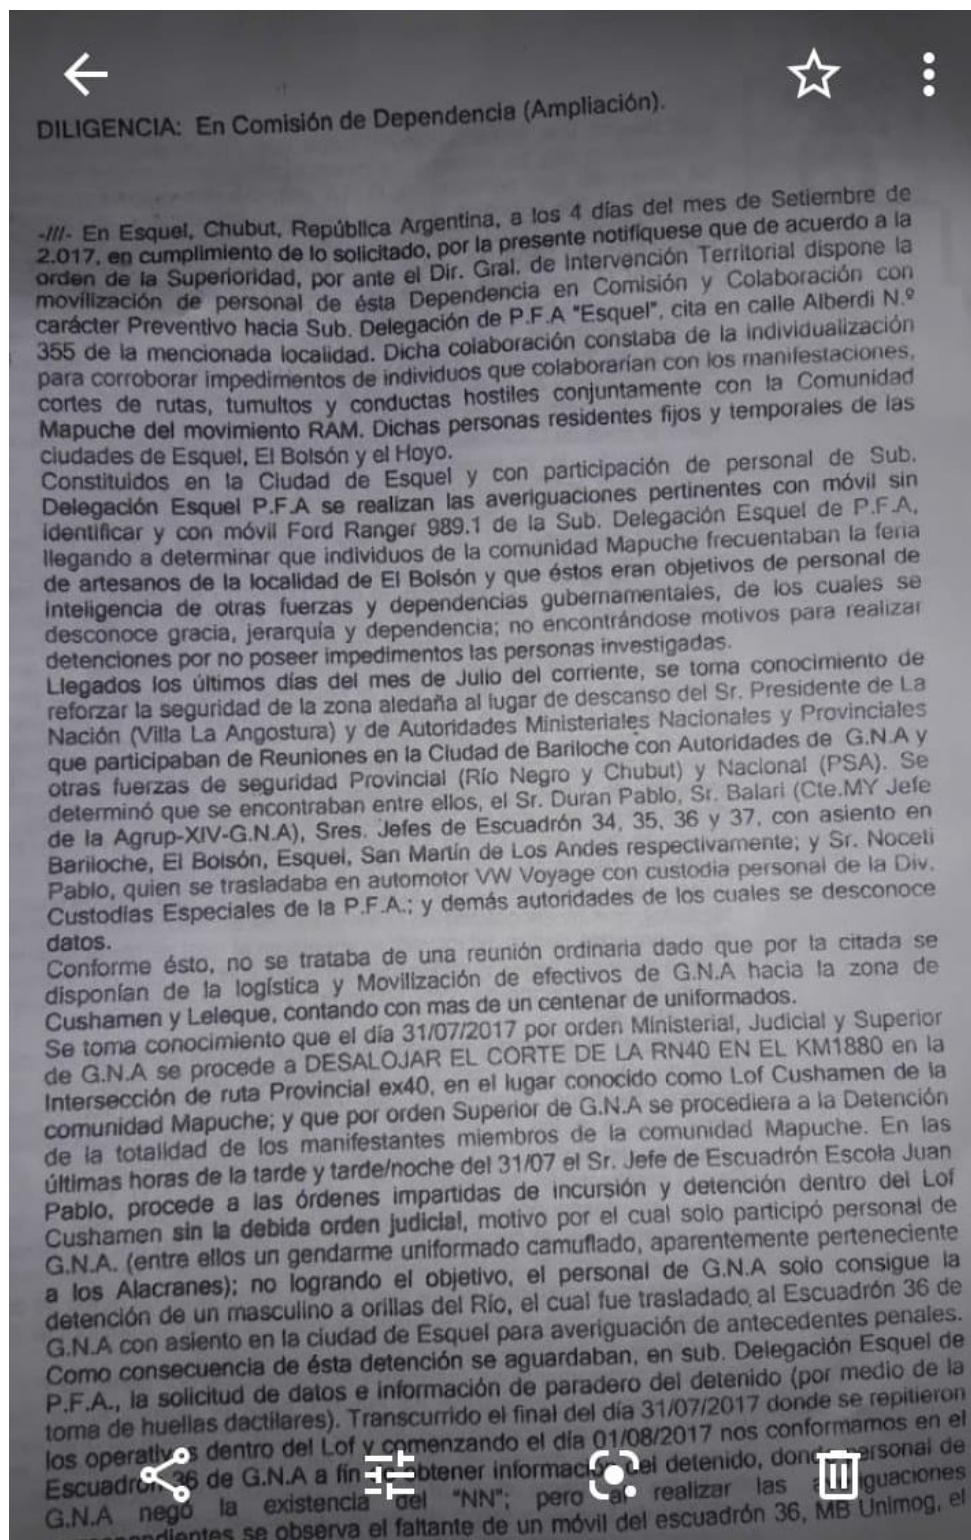 DILIGENCIA: En Comisión de Dependencia (Ampliación).
-///- En Esquel, Chubut, República Argentina, a los 4 días del mes de Setiembre de
2.017, en cumplimiento de lo solicitado, por la presente notifíquese que de acuerdo a la
orden de la Superioridad, por ante el Dir. Gral. de Intervención Territorial dispone la
movilización de personal de ésta Dependencia en Comisión y Colaboración con
carácter Preventivo hacia Sub. Delegación de P.F.A "Esquel", cita en calle Alberdi N.º
355 de la mencionada localidad. Dicha colaboración constaba de la individualización
para corroborar impedimentos de individuos que colaborarían con los manifestaciones,
cortes de rutas, tumultos y conductas hostiles conjuntamente con la Comunidad
Mapuche del movimiento RAM. Dichas personas residentes fijos y temporales de las
ciudades de Esquel, El Bolsón y el Hoyo.
Constituidos en la Ciudad de Esquel y con participación de personal de Sub.
Delegación Esquel P.F.A se realizan las averiguaciones pertinentes con móvil sin
identificar y con móvil Ford Ranger 989.1 de la Sub. Delegación Esquel de P.F.A,
llegando a determinar que individuos de la comunidad Mapuche frecuentaban la feria
de artesanos de la localidad de El Bolsón y que éstos eran objetivos de personal de
inteligencia de otras fuerzas y dependencias gubernamentales, de los cuales se
desconoce gracia, jerarquía y dependencia; no encontrándose motivos para realizar
detenciones por no poseer impedimentos las personas investigadas.
Llegados los últimos días del mes de Julio del corriente, se toma conocimiento de
reforzar la seguridad de la zona aledaña al lugar de descanso del Sr. Presidente de La
Nación (Villa La Angostura) y de Autoridades Ministeriales Nacionales y Provinciales
que participaban de Reuniones en la Ciudad de Bariloche con Autoridades de G.N.A y
otras fuerzas de seguridad Provincial (Río Negro y Chubut) y Nacional (PSA). Se
determinó que se encontraban entre ellos, el Sr. Duran Pablo, Sr. Balari (Cte.MY Jefe
de la Agrup-XIV-G.N.A), Sres. Jefes de Escuadrón 34, 35, 36 y 37, con asiento en
Bariloche, El Bolsón, Esquel, San Martín de Los Andes respectivamente; y Sr. Noceti
Pablo, quien se trasladaba en automotor VW Voyage con custodia personal de la Div.
Custodias Especiales de la P.F.A.; y demás autoridades de los cuales se desconoce
datos.
Conforme ésto, no se trataba de una reunión ordinaria dado que por la citada se
disponían de la logística y Movilización de efectivos de G.N.A hacia la zona de
Cushamen y Leleque, contando con mas de un centenar de uniformados.
Se toma conocimiento que el día 31/07/2017 por orden Ministerial, Judicial y Superior
de G.N.A se procede a DESALOJAR EL CORTE DE LA RN40 EN EL KM1880 en la
Intersección de ruta Provincial ex40, en el lugar conocido como Lof Cushamen de la
comunidad Mapuche; y que por orden Superior de G.N.A se procediera a la Detención
de la totalidad de los manifestantes miembros de la comunidad Mapuche. En las
últimas horas de la tarde y tarde/noche del 31/07 el Sr. Jefe de Escuadrón Escola Juan
Pablo, procede a las órdenes impartidas de incursión y detención dentro del Lof
Cushamen sin la debida orden judicial, motivo por el cual solo participó personal de
G.N.A. (entre ellos un gendarme uniformado camuflado, aparentemente perteneciente
a los Alacranes); no logrando el objetivo, el personal de G.N.A solo consigue la
detención de un masculino a orillas del Río, el cual fue trasladado al Escuadrón 36 de
G.N.A con asiento en la ciudad de Esquel para averiguación de antecedentes penales.
Como consecuencia de ésta detención se aguardaban, en sub. Delegación Esquel de
P.F.A., la solicitud de datos e información de paradero del detenido (por medio de la
toma de huellas dactilares). Transcurrido el final del día 31/07/2017 donde se repitieron
los operativos dentro del Lof y comenzando el día 01/08/2017 nos conformamos en el
Escuadrón 36 de G.N.A a fin obtener información del detenido, donde personal de
G.N.A negó la existencia del "NN"; pero al realizar las
se observa el faltante de un móvil del escuadrón 36, MB Unimog, el